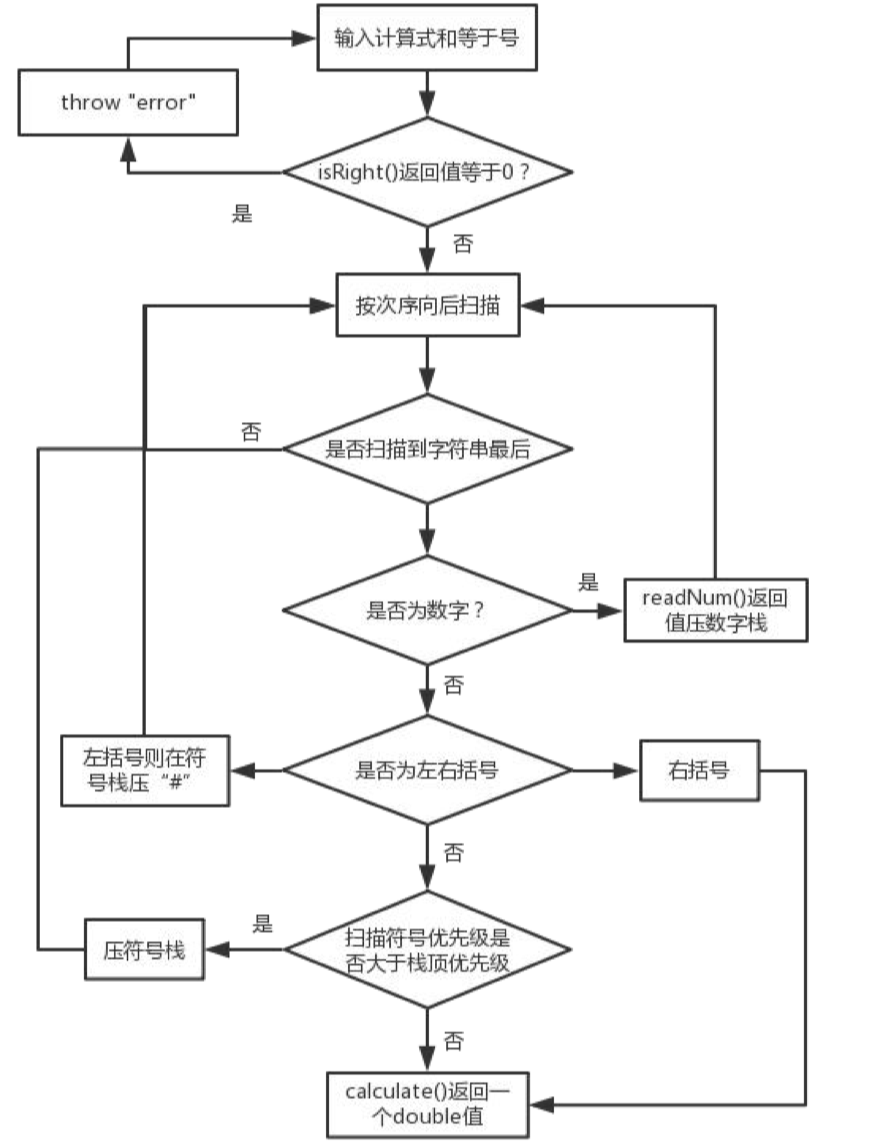 输入计算式和等于号
throw "error"
isRight()返回值等于0？
是
否
按次序向后扫描
否
是否扫描到字符串最后
是
是否为数字？
readNum()返回
值压数字栈
否
左括号则在符
号栈压“#”
是否为左右括号
右括号
否
是
扫描符号优先级是
否大于栈顶优先级
压符号栈
否
calculate()返回一
个double值